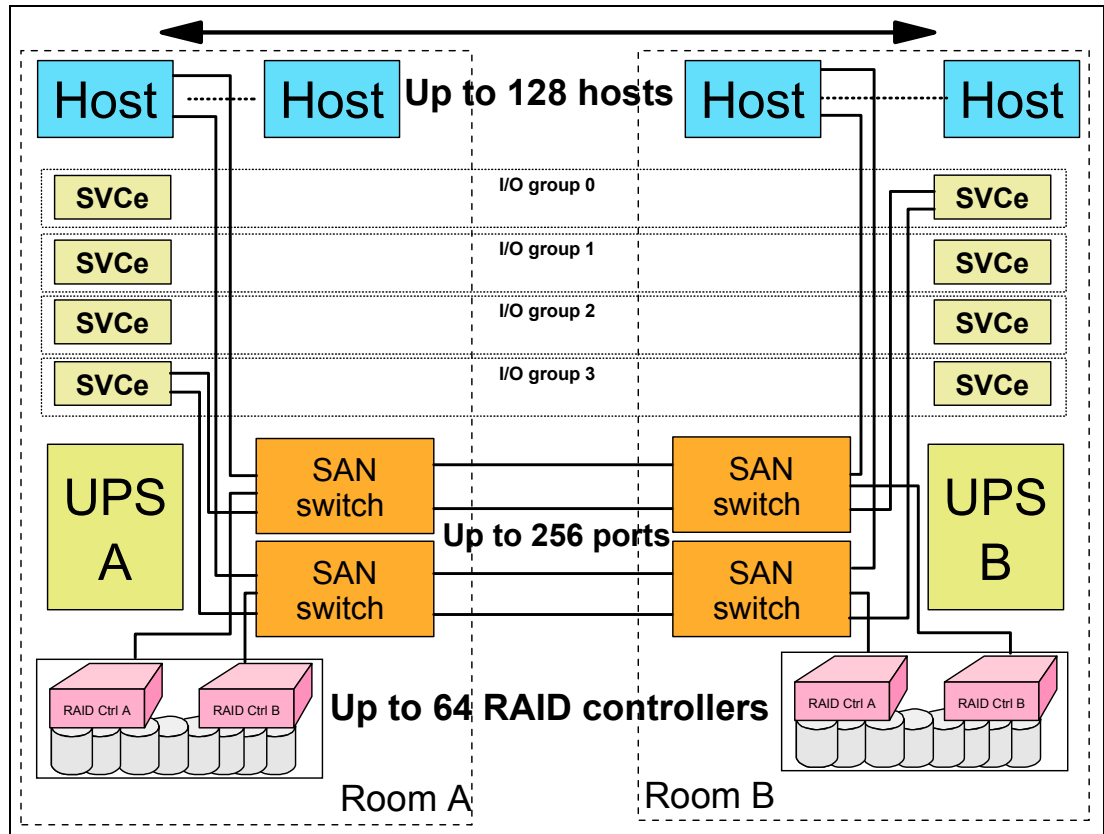 Host
Host
Up to 128 hosts
Host
Host
I/O group 0
SVCe
SVCe
I/O group 1
SVCe
SVCe
I/O group 2
SVCe
SVCe
I/O group 3
SVCe
SVCe
UPS
A
SAN
switch
SAN
switch
UPS
B
Up to 256 ports
SAN
switch
SAN
switch
RAID Ctrl A
RAID Ctrl B
Up to 64 RAID controllers
RAID Ctrl A
RAID Ctrl B
Room A
Room B